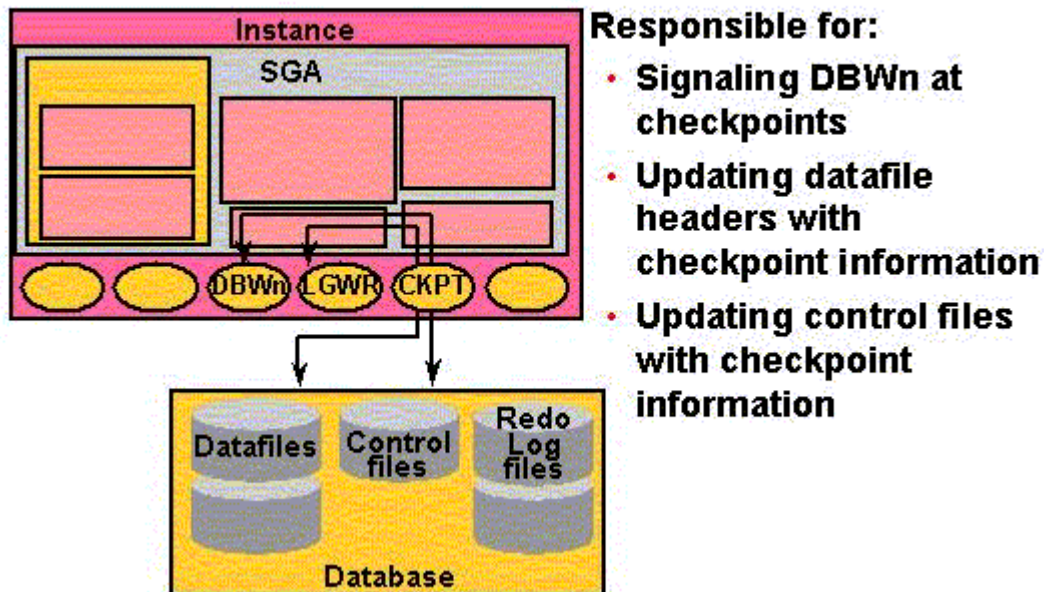 Instance
SGA
DBWn
LGWR
CKPT
Datafiles
Control
files
Redo
Log
files
Database
Responsible for:
• Signaling DBWn at
checkpoints
• Updating datafile
headers with
checkpoint information
• Updating control files
with checkpoint
information